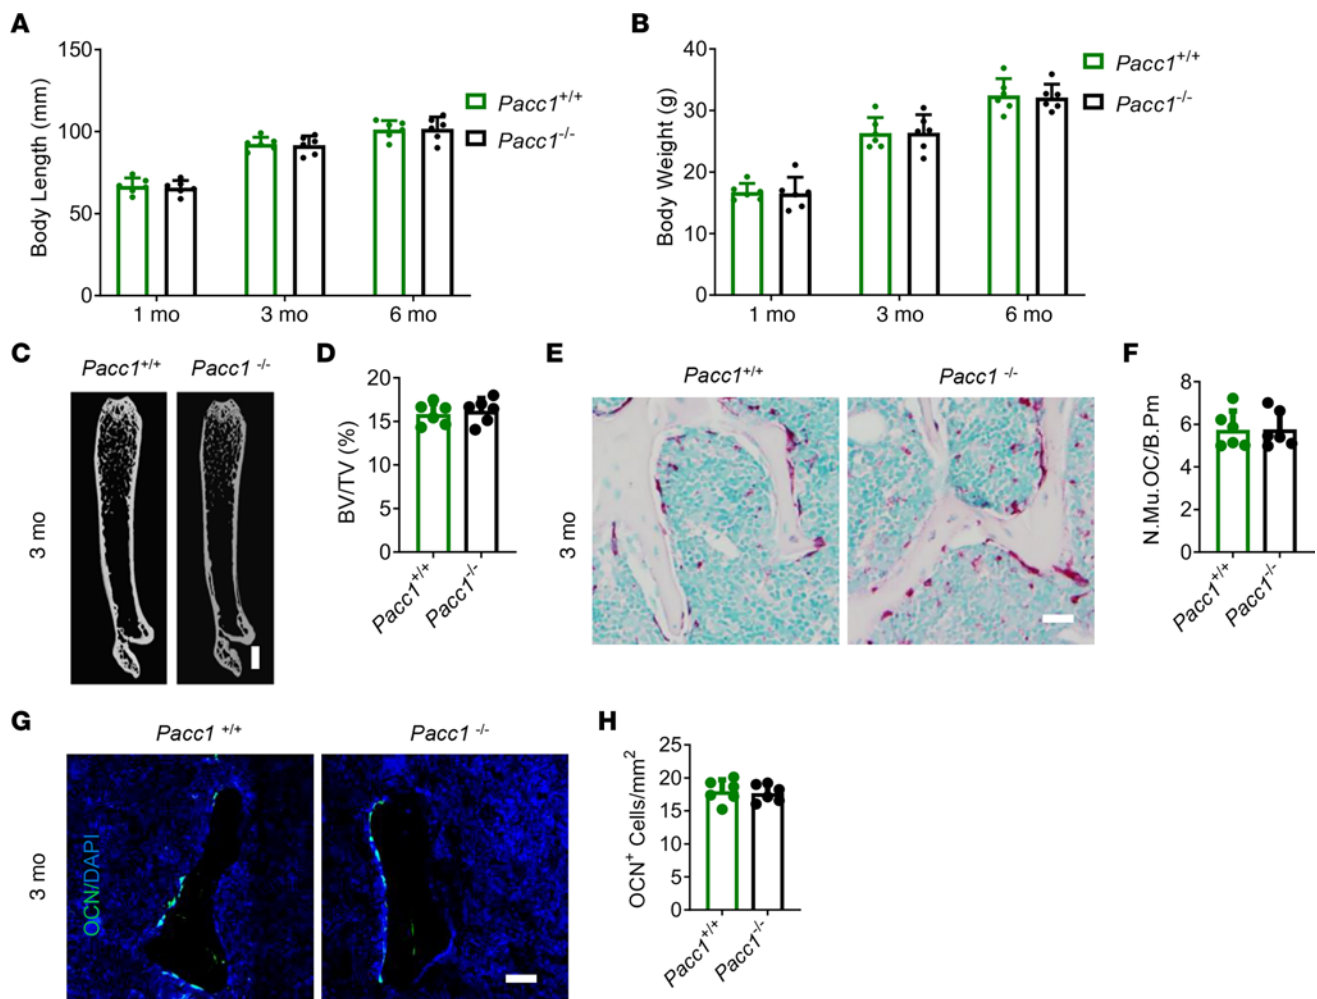 A
150
100
50
0
Body Length (mm)
1 mo 3 mo 6 mo
Pacc1+/+
Pacc1-/-
B
40
30
20
10
0
Body Weight (g)
1 mo 3 mo 6 mo
Pacc1+/+
Pacc1-/-
C
Pacc1+/+ Pacc1 -/-
3 mo
D
20
15
10
5
0
BV/TV (%)
Pacc1+/+ Pacc1-/-
E
Pacc1+/+ Pacc1 -/-
3 mo
F
8
6
4
2
0
N.Mu.OC/B.Pm
Pacc1+/+ Pacc1-/-
G
Pacc1 +/+ Pacc1 -/-
3 mo
OCN/DAPI
H
25
20
15
10
5
0
OCN+ Cells/mm2
Pacc1+/+ Pacc1-/-